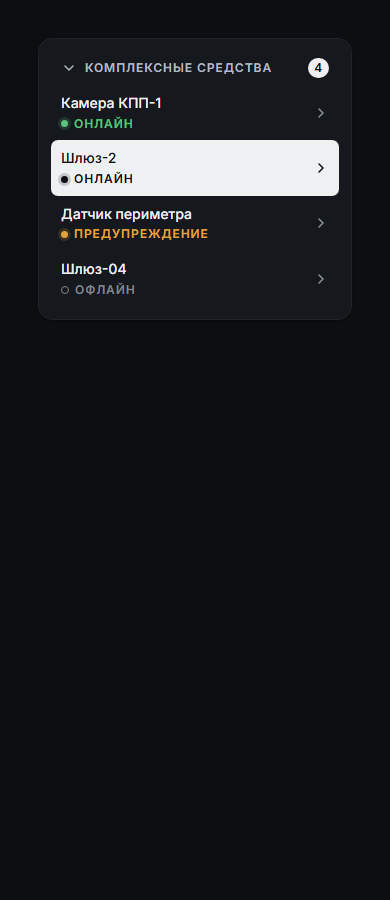 КОМПЛЕКСНЫЕ СРЕДСТВА 4
Камера КПП-1
ОНЛАЙН
Шлюз-2
ОНЛАЙН
Датчик периметра
ПРЕДУПРЕЖДЕНИЕ
Шлюз-04
ОФЛАЙН